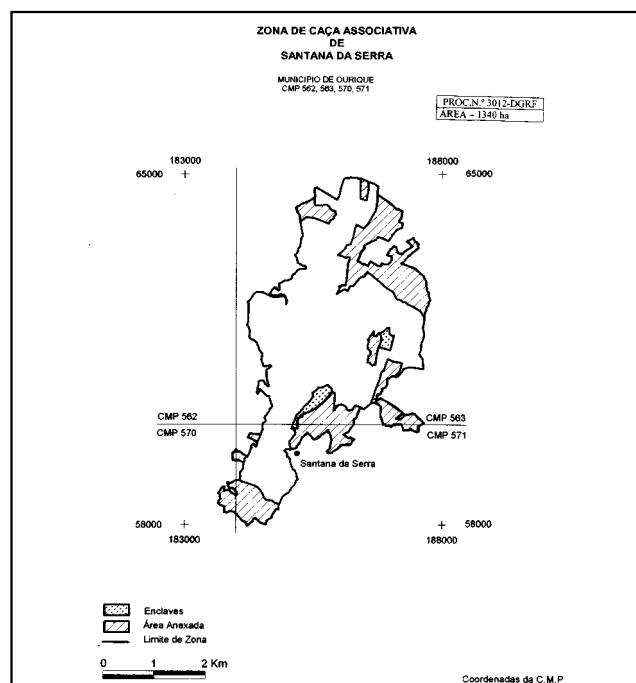 ZONA DE CAÇA ASSOCIATIVA
DE
SANTANA DA SERRA
MUNICIPIO DE OURIQUE
CMP 562, 563, 570, 571
PROC.N.º 3012-DGRF
ÁREA - 1340 ha
183000
188000
65000
65000
CMP 562
CMP 563
CMP 570
CMP 571
Santana da Serra
58000
58000
183000
188000
Enclaves
Área Anexada
Limite de Zona
0 1 2 Km
Coordenadas da C.M.P